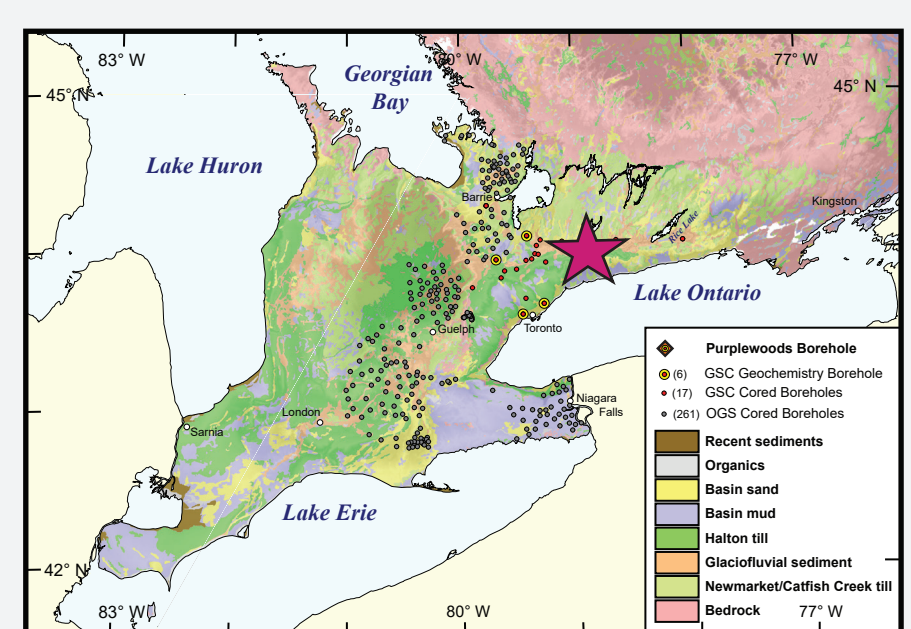 83° W
80° W
77° W
45° N
45° N
Georgian
Bay
Lake Huron
Barrie
Kingston
Rice Lake
Lake Ontario
Guelph
Toronto
Purplewoods Borehole
(6) GSC Geochemistry Borehole
(17) GSC Cored Boreholes
(261) OGS Cored Boreholes
Niagara
Falls
London
Sarnia
Recent sediments
Organics
Basin sand
Basin mud
Lake Erie
Halton till
Glaciofluvial sediment
42° N
Newmarket/Catfish Creek till
Bedrock
83° W
80° W
77° W